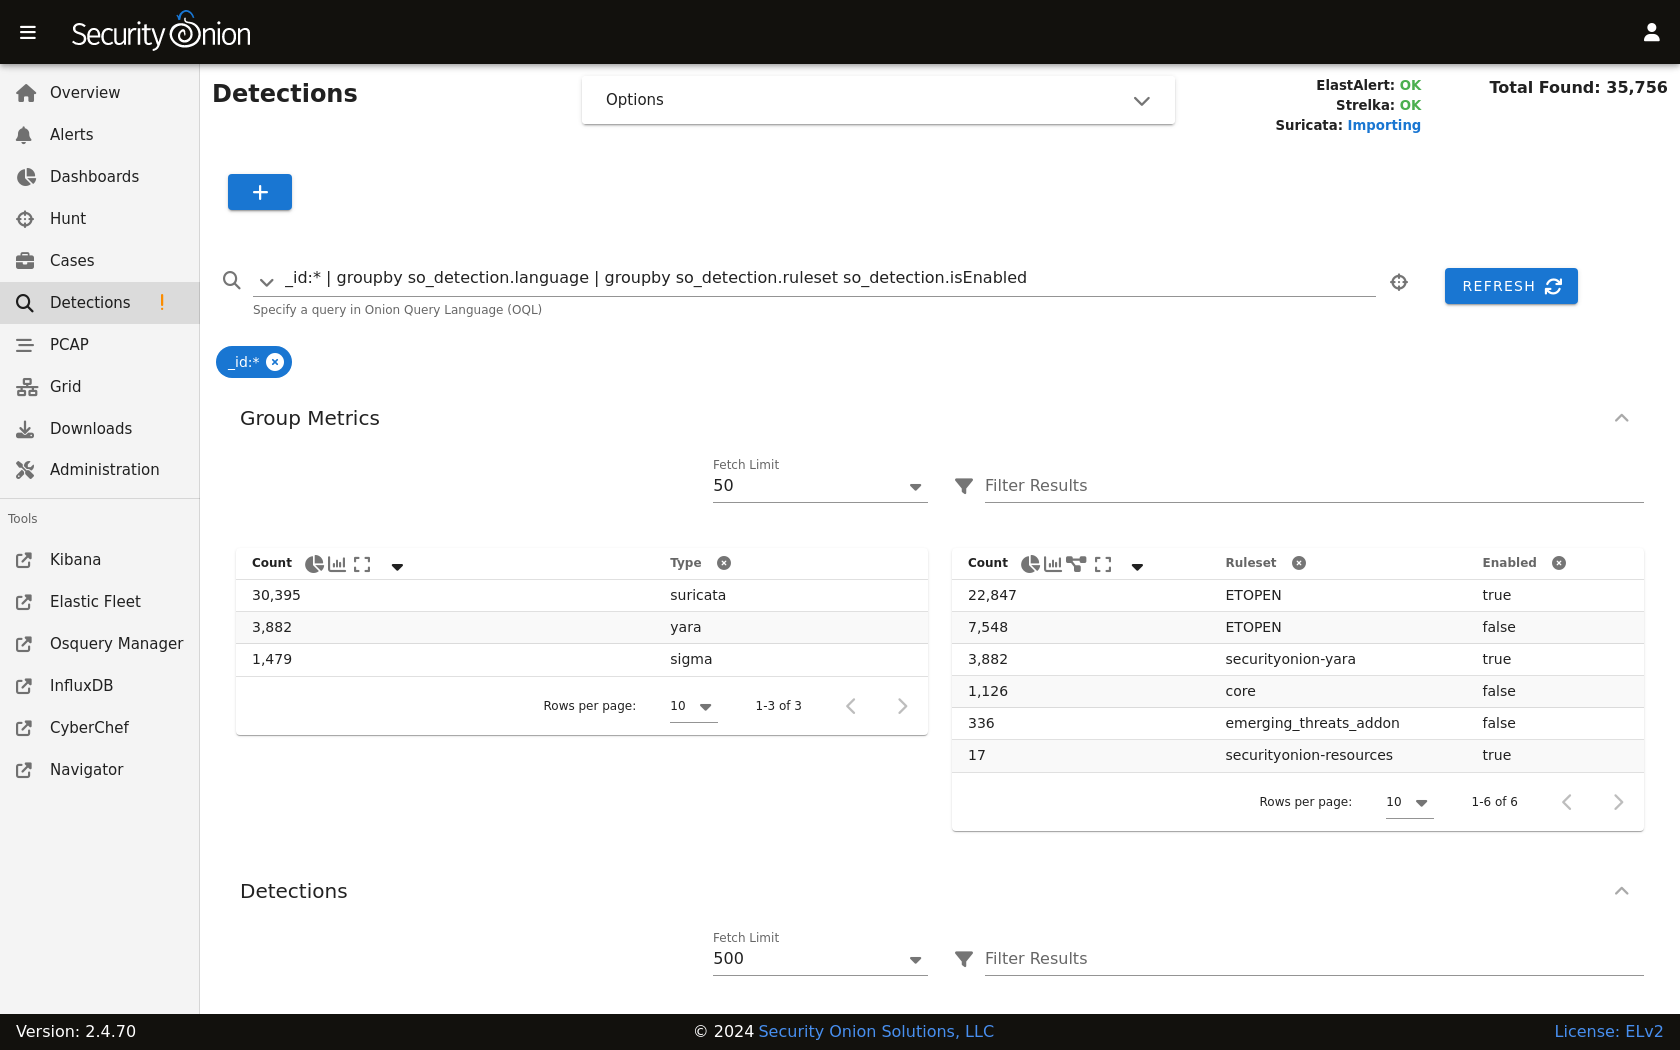 Security Onion
Overview
Alerts
Dashboards
Hunt
Cases
Detections !
PCAP
Grid
Downloads
Administration
Tools
Kibana
Elastic Fleet
Osquery Manager
InfluxDB
CyberChef
Navigator
Detections
Options
ElastAlert: OK
Strelka: OK
Suricata: Importing
Total Found: 35,756
+
_id:* | groupby so_detection.language | groupby so_detection.ruleset so_detection.isEnabled
Specify a query in Onion Query Language (OQL)
REFRESH
_id:*
Group Metrics
Fetch Limit
50
Filter Results
Count Type
30,395 suricata
3,882 yara
1,479 sigma
Rows per page: 10 1-3 of 3
Count Ruleset Enabled
22,847 ETOPEN true
7,548 ETOPEN false
3,882 securityonion-yara true
1,126 core false
336 emerging_threats_addon false
17 securityonion-resources true
Rows per page: 10 1-6 of 6
Detections
Fetch Limit
500
Filter Results
Version: 2.4.70
© 2024 Security Onion Solutions, LLC
License: ELv2